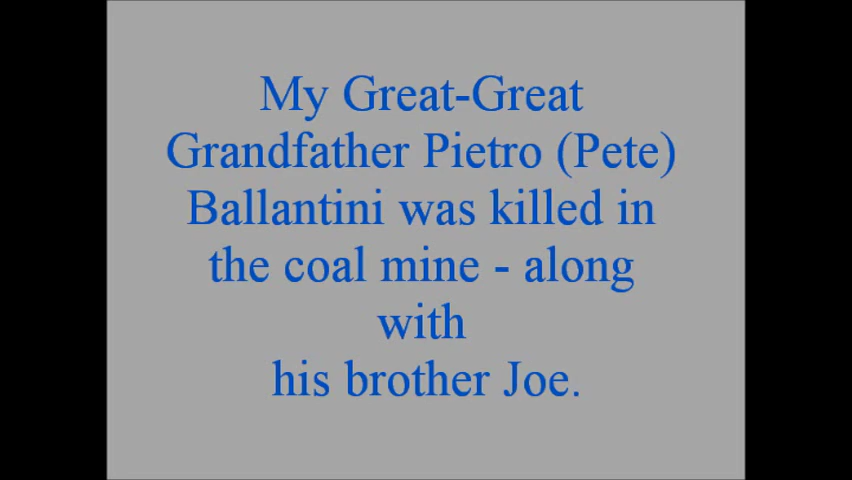 My Great-Great
Grandfather Pietro (Pete)
Ballantini was killed in
the coal mine - along
with
his brother Joe.